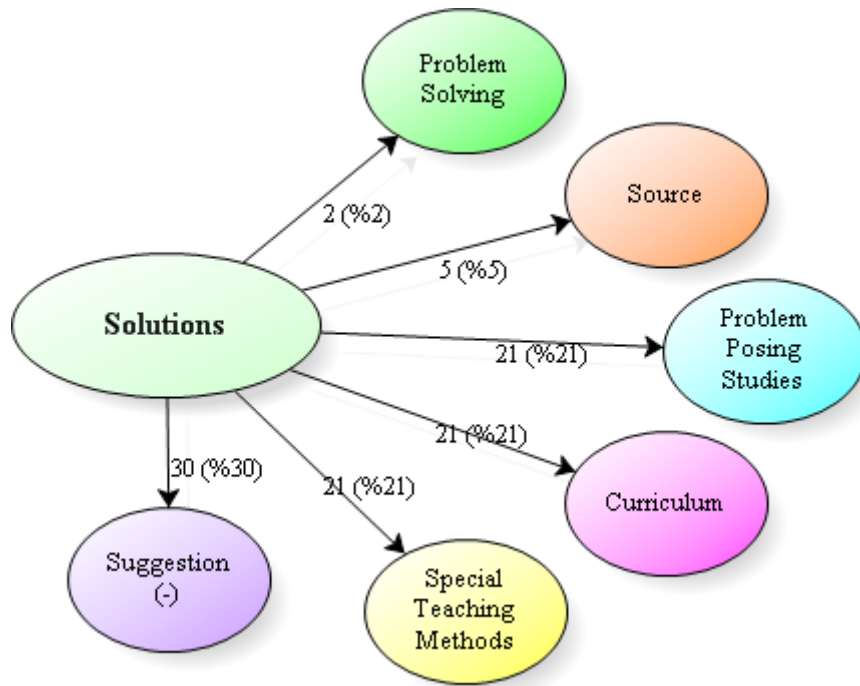 Problem
Solving
2 (%2)
Source
5 (%5)
Solutions
Problem
Posing
Studies
21 (%21)
21 (%21)
Curriculum
30 (%30)
21 (%21)
Suggestion
(-)
Special
Teaching
Methods